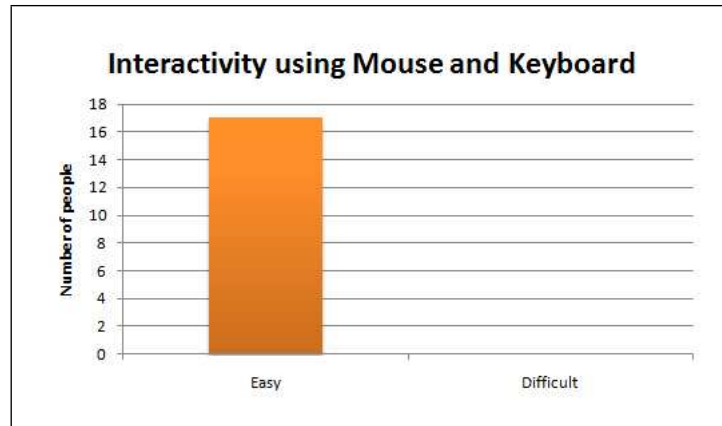 Interactivity using Mouse and Keyboard
Number of people
18
16
14
12
10
8
6
4
2
0
Easy
Difficult